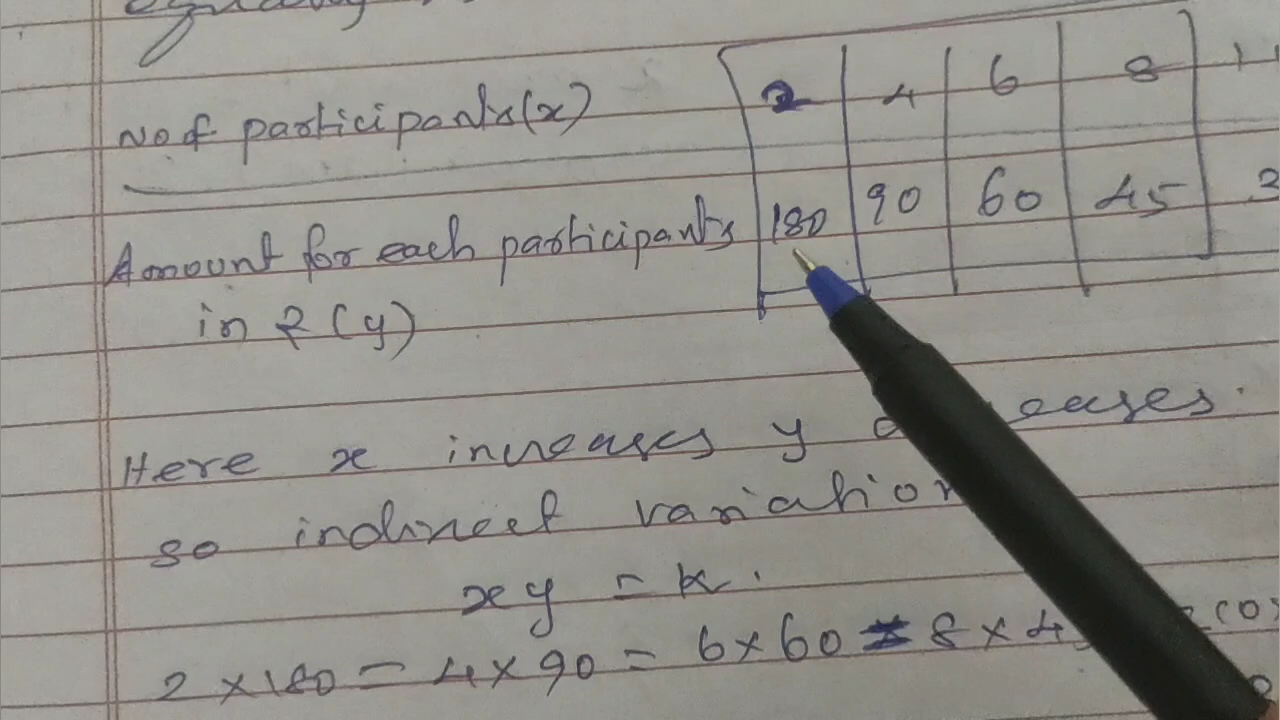 No of participants(x) 2 4 6 8
Amount for each participants 180 90 60 45
in ₹ (y)
Here x increases y
so indirect variation
xy = k.
2 x 180 = 4 x 90 = 6 x 60 = 8 x 4